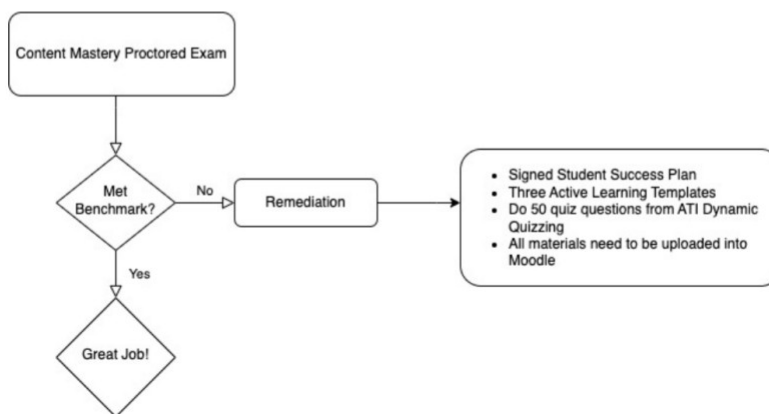 Content Mastery Proctored Exam
Met
Benchmark?
No
Remediation
• Signed Student Success Plan
• Three Active Learning Templates
• Do 50 quiz questions from ATI Dynamic
Quizzing
• All materials need to be uploaded into
Moodle
Yes
Great Job!